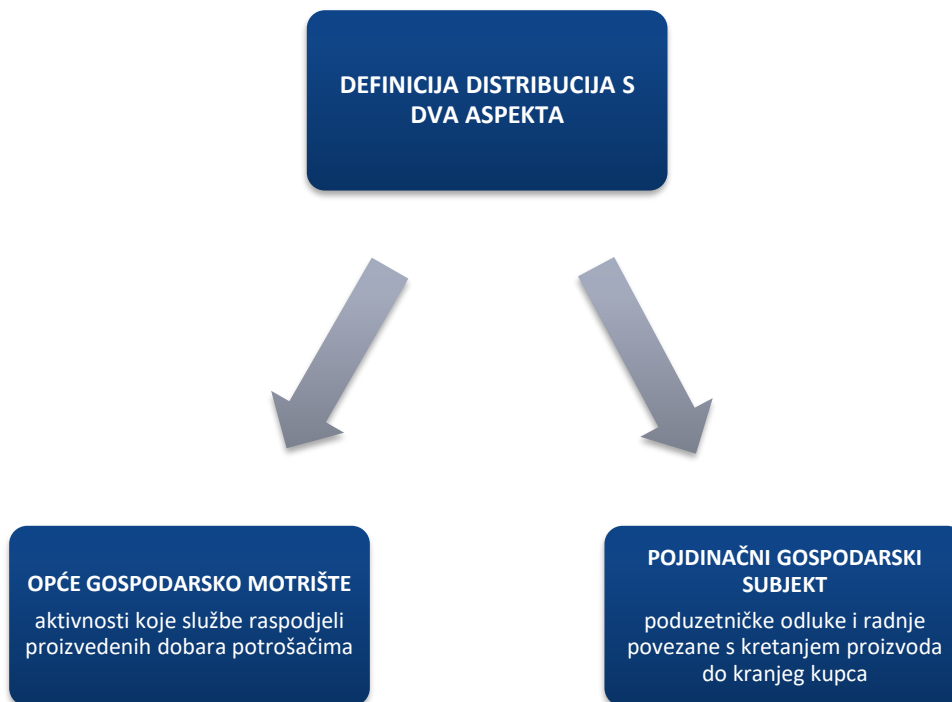 DEFINICIJA DISTRIBUCIJA S
DVA ASPEKTA
OPĆE GOSPODARSKO MOTRIŠTE
aktivnosti koje službe raspodjeli
proizvedenih dobara potrošačima
POJDINAČNI GOSPODARSKI
SUBJEKT
poduzetničke odluke i radnje
povezane s kretanjem proizvoda
do kranjeg kupca